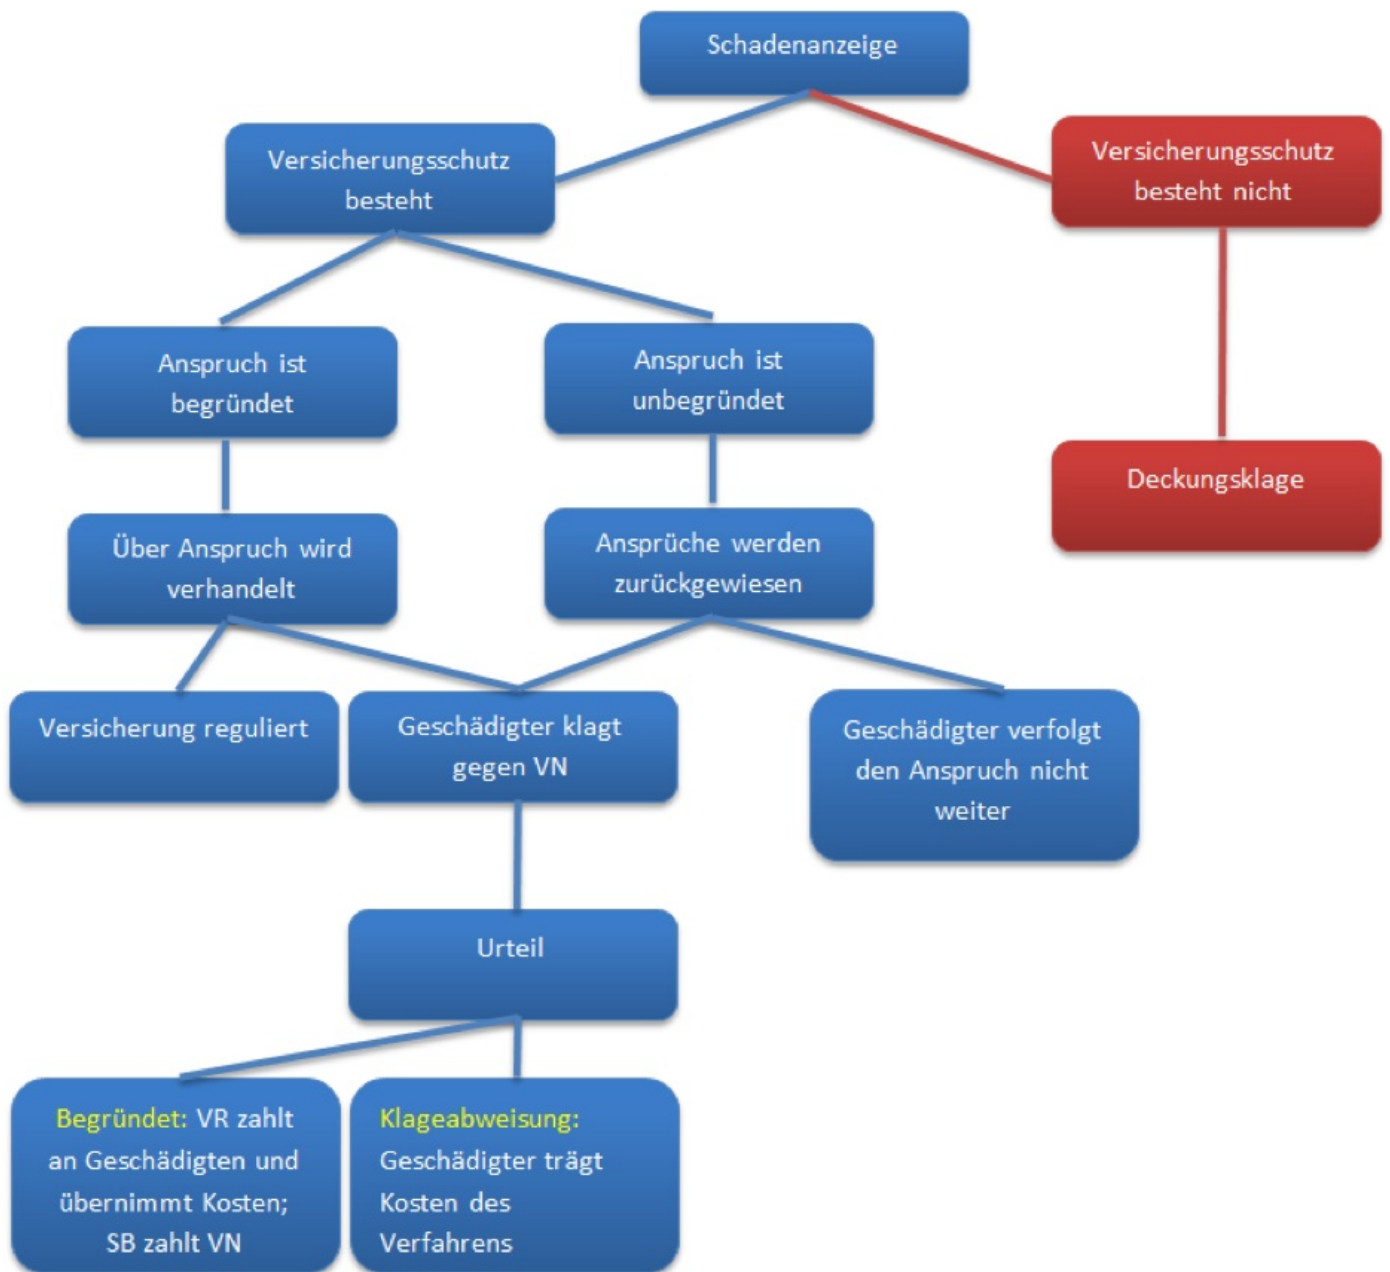 Schadenanzeige
Versicherungsschutz
besteht
Versicherungsschutz
besteht nicht
Anspruch ist
begründet
Anspruch ist
unbegründet
Deckungsklage
Über Anspruch wird
verhandelt
Ansprüche werden
zurückgewiesen
Versicherung reguliert
Geschädigter klagt
gegen VN
Geschädigter verfolgt
den Anspruch nicht
weiter
Urteil
Begründet: VR zahlt
an Geschädigten und
übernimmt Kosten;
SB zahlt VN
Klageabweisung:
Geschädigter trägt
Kosten des
Verfahrens